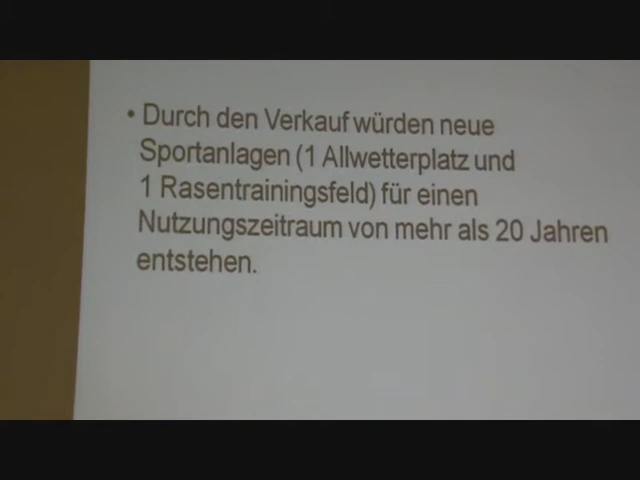 • Durch den Verkauf würden neue
Sportanlagen (1 Allwetterplatz und
1 Rasentrainingsfeld) für einen
Nutzungszeitraum von mehr als 20 Jahren
entstehen.